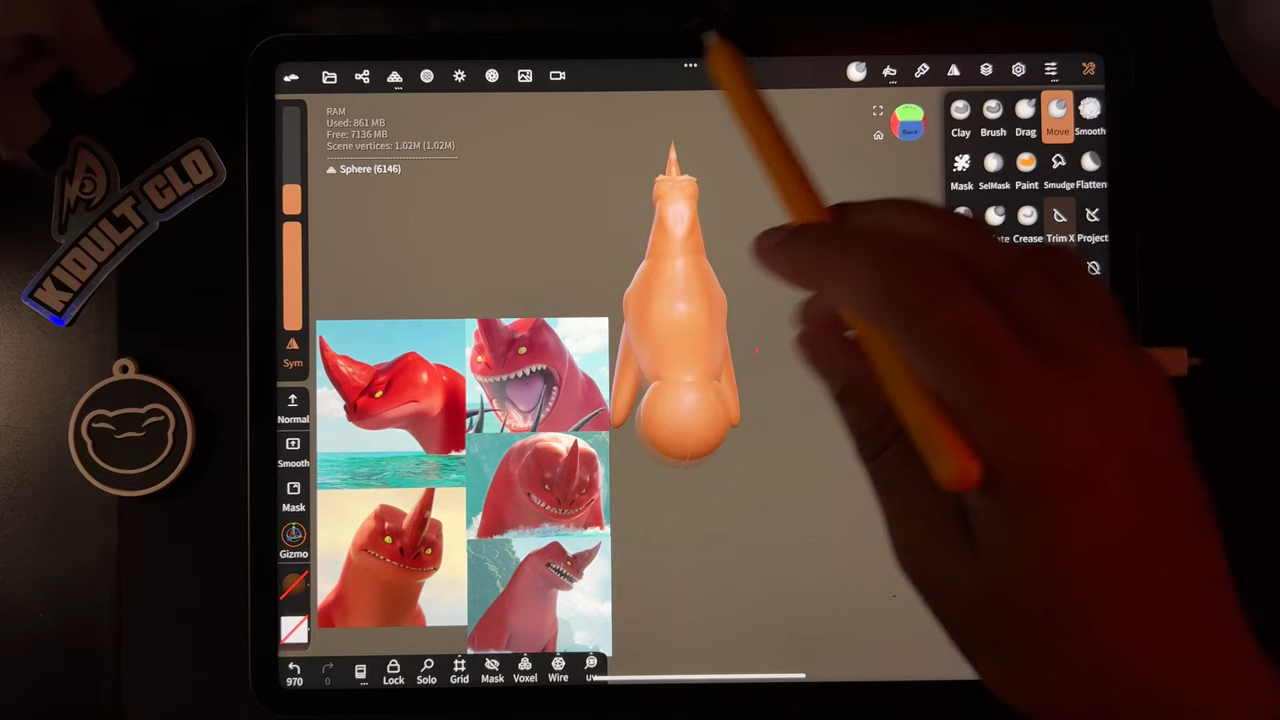 KIDULT CLO
RAM
Used: 861 MB
Free: 7136 MB
Scene vertices: 1.02M (1.02M)
Sphere (6146)
Back
Clay
Brush
Drag
Move
Smooth
Mask
SelMask
Paint
Smudge
Flatten
Crease
Trim
Project
Sym
Normal
Smooth
Mask
Gizmo
970
0
Lock
Solo
Grid
Mask
Voxel
Wire